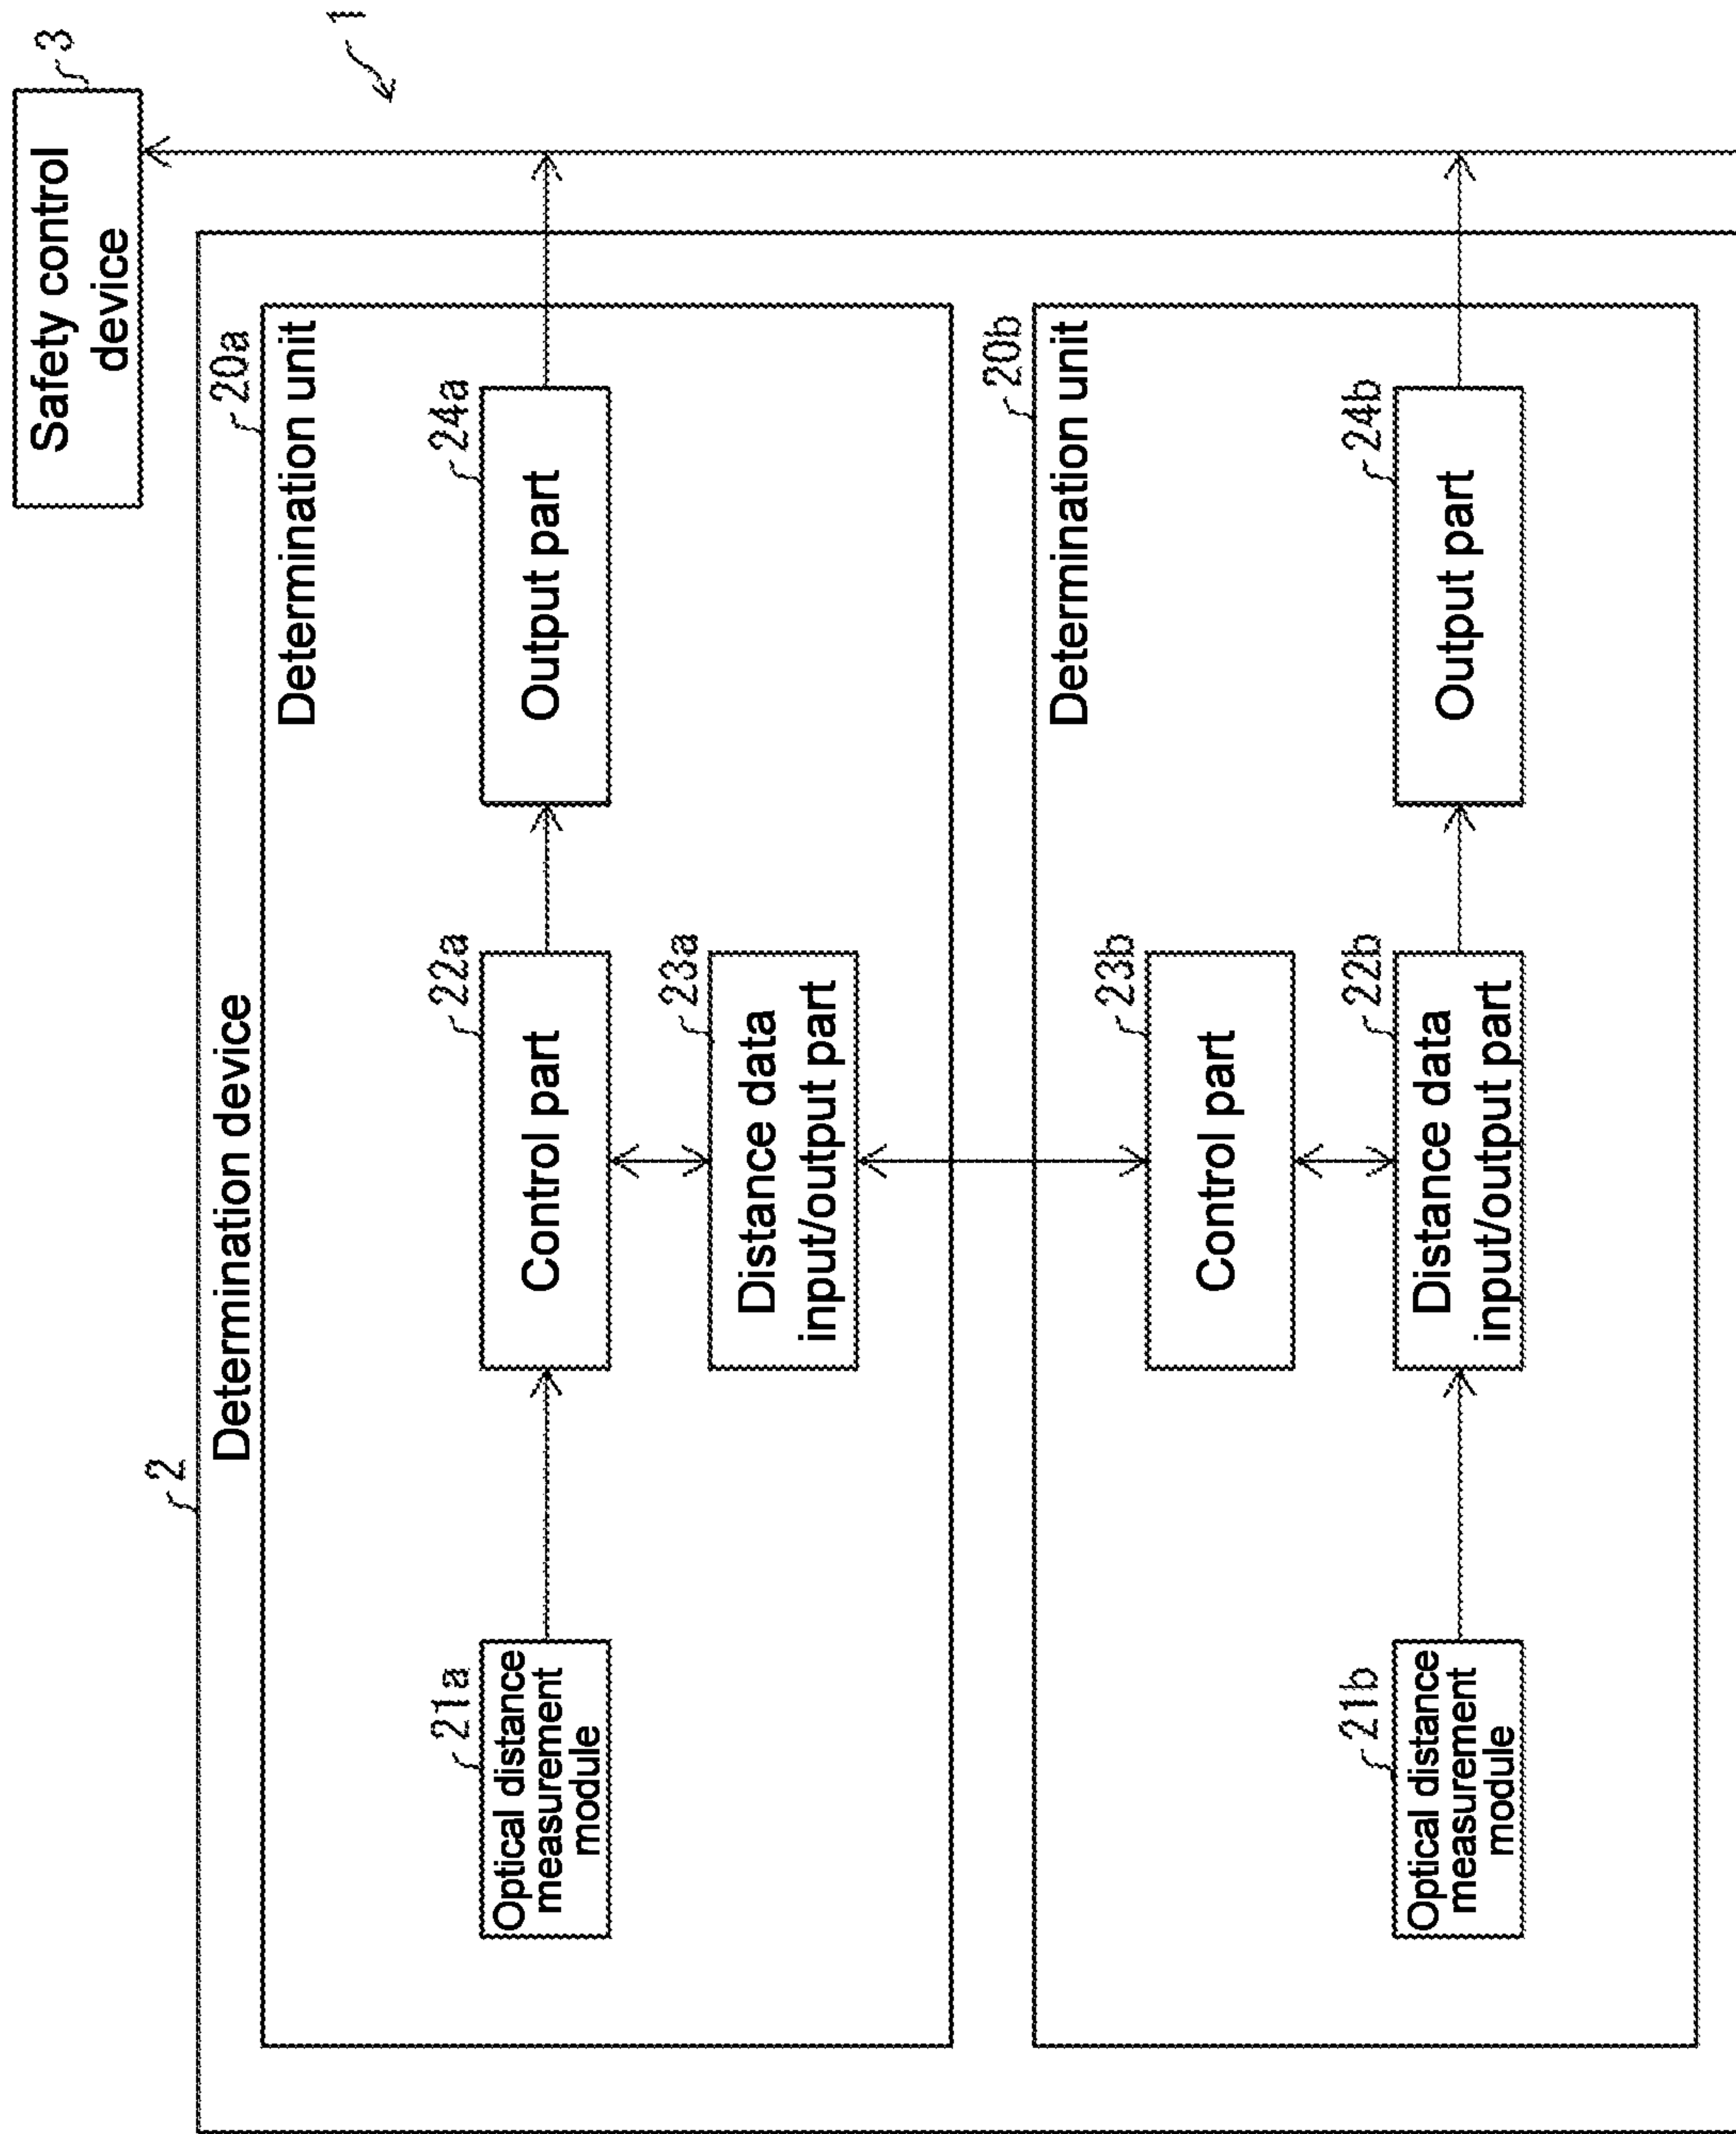 1
Safety control
device
3
2
Determination device
20a
Determination unit
21a
Optical distance
measurement
module
22a
Control part
24a
Output part
23a
Distance data
input/output part
20b
Determination unit
23b
Control part
21b
Optical distance
measurement
module
22b
Distance data
input/output part
24b
Output part